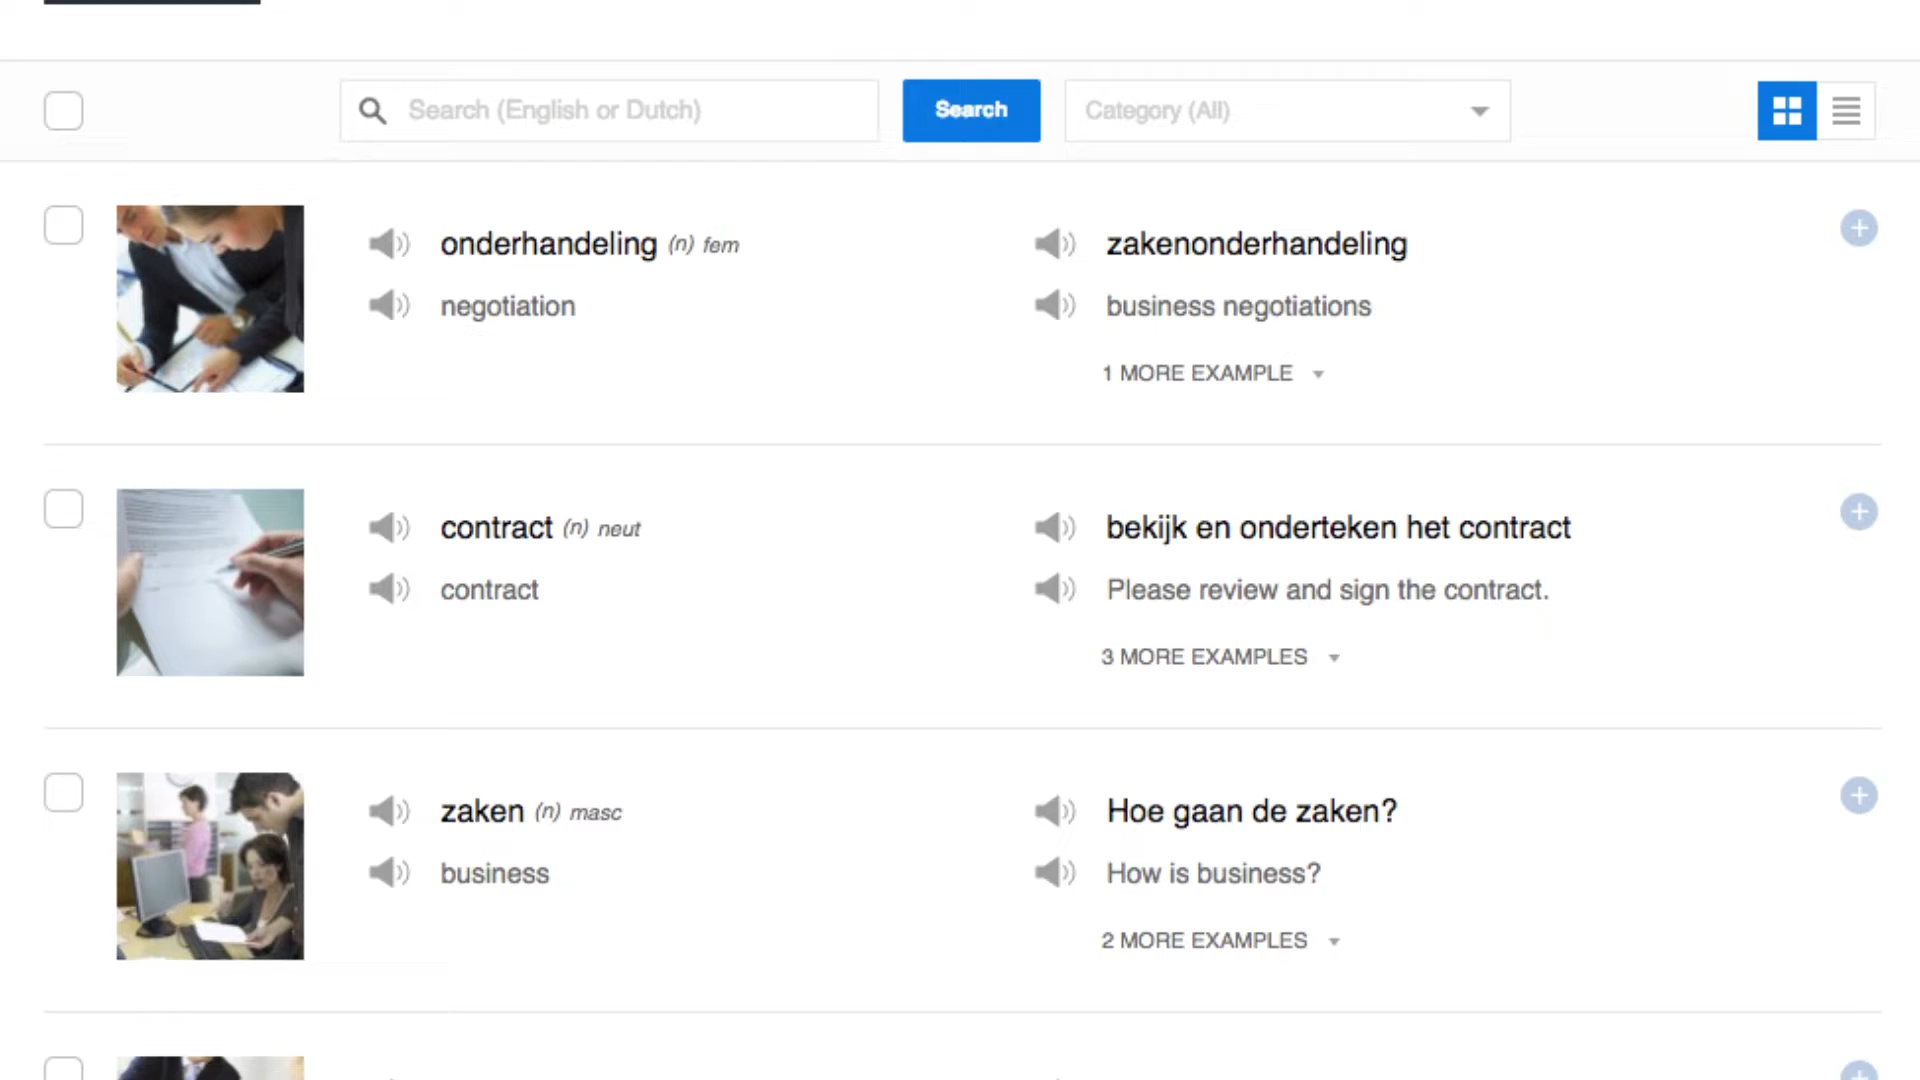 Search (English or Dutch)
Search
Category (All)
onderhandeling (n) fem
zakenonderhandeling
negotiation
business negotiations
1 MORE EXAMPLE
contract (n) neut
bekijk en onderteken het contract
contract
Please review and sign the contract.
3 MORE EXAMPLES
zaken (n) masc
Hoe gaan de zaken?
business
How is business?
2 MORE EXAMPLES